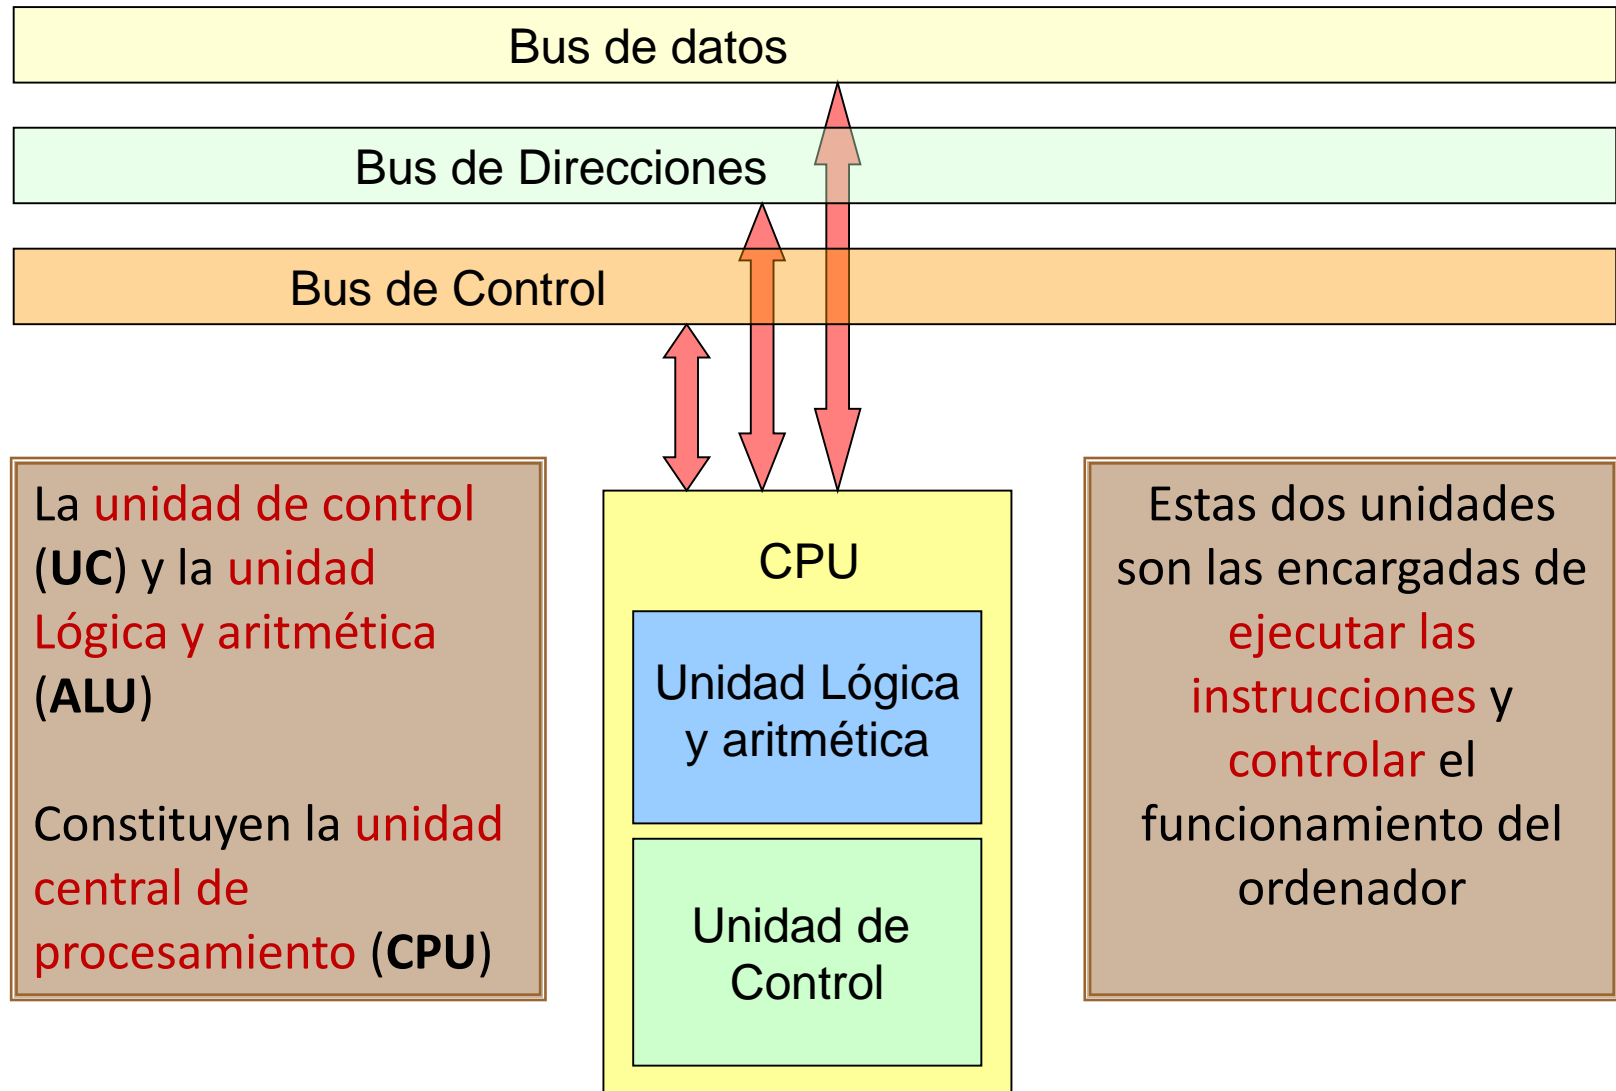 Bus de datos
Bus de Direcciones
Bus de Control
La unidad de control
(UC) y la unidad
Lógica y aritmética
(ALU)
Constituyen la unidad
central de
procesamiento (CPU)
CPU
Unidad Lógica
y aritmética
Unidad de
Control
Estas dos unidades
son las encargadas de
ejecutar las
instrucciones y
controlar el
funcionamiento del
ordenador